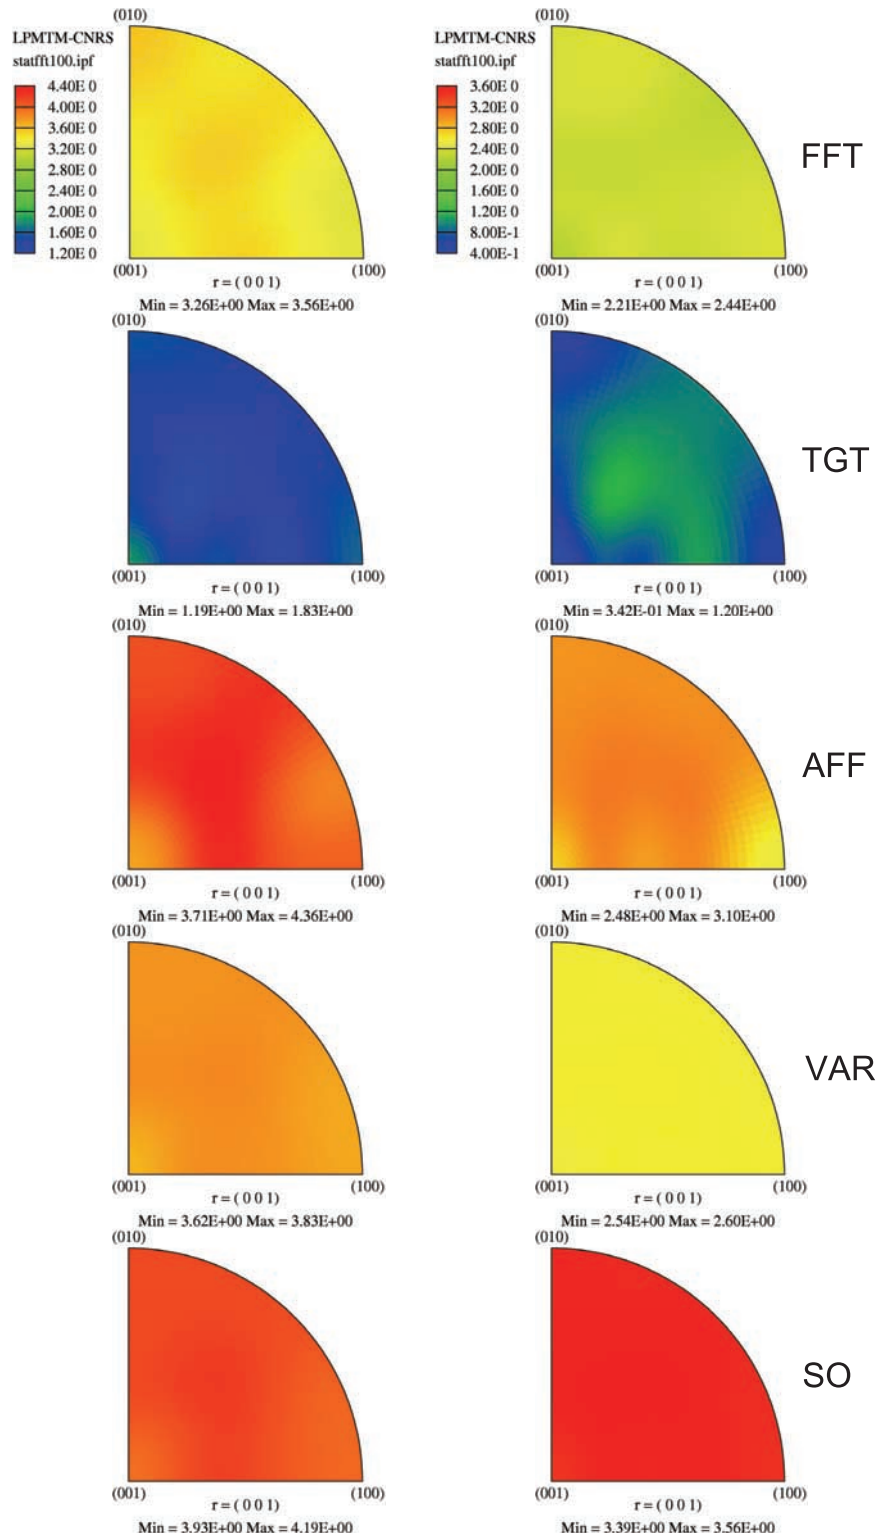 (010)
LPMTM-CNRS
statfft100.ipf
4.40E 0
4.00E 0
3.60E 0
3.20E 0
2.80E 0
2.40E 0
2.00E 0
1.60E 0
1.20E 0
(001)
(100)
r = ( 0 0 1)
Min = 3.26E+00 Max = 3.56E+00
(010)
LPMTM-CNRS
statfft100.ipf
3.60E 0
3.20E 0
2.80E 0
2.40E 0
2.00E 0
1.60E 0
1.20E 0
8.00E-1
4.00E-1
(001)
(100)
r = ( 0 0 1)
Min = 2.21E+00 Max = 2.44E+00
FFT
(010)
(001)
(100)
r = ( 0 0 1)
Min = 1.19E+00 Max = 1.83E+00
(010)
(001)
(100)
r = ( 0 0 1)
Min = 3.42E-01 Max = 1.20E+00
TGT
(010)
(001)
(100)
r = ( 0 0 1)
Min = 3.71E+00 Max = 4.36E+00
(010)
(001)
(100)
r = ( 0 0 1)
Min = 2.48E+00 Max = 3.10E+00
AFF
(010)
(001)
(100)
r = ( 0 0 1)
Min = 3.62E+00 Max = 3.83E+00
(010)
(001)
(100)
r = ( 0 0 1)
Min = 2.54E+00 Max = 2.60E+00
VAR
(010)
(001)
(100)
r = ( 0 0 1)
Min = 3.93E+00 Max = 4.19E+00
(010)
(001)
(100)
r = ( 0 0 1)
Min = 3.39E+00 Max = 3.56E+00
SO